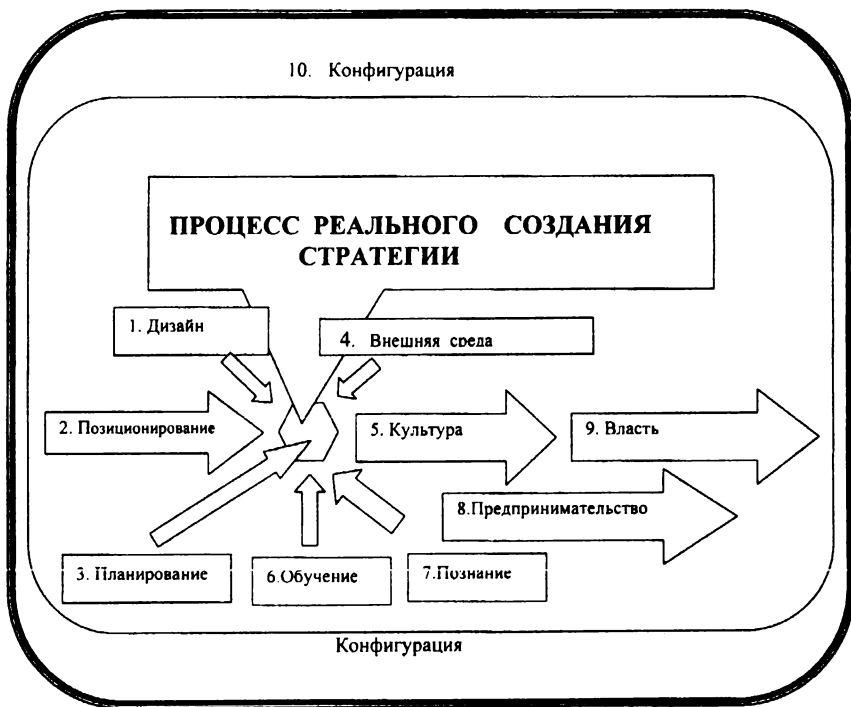 10. Конфигурация
ПРОЦЕСС РЕАЛЬНОГО СОЗДАНИЯ
СТРАТЕГИИ
1. Дизайн
4. Внешняя среда
2. Позиционирование
5. Культура
9. Власть
8.Предпринимательство
3. Планирование
6.Обучение
7.Познание
Конфигурация